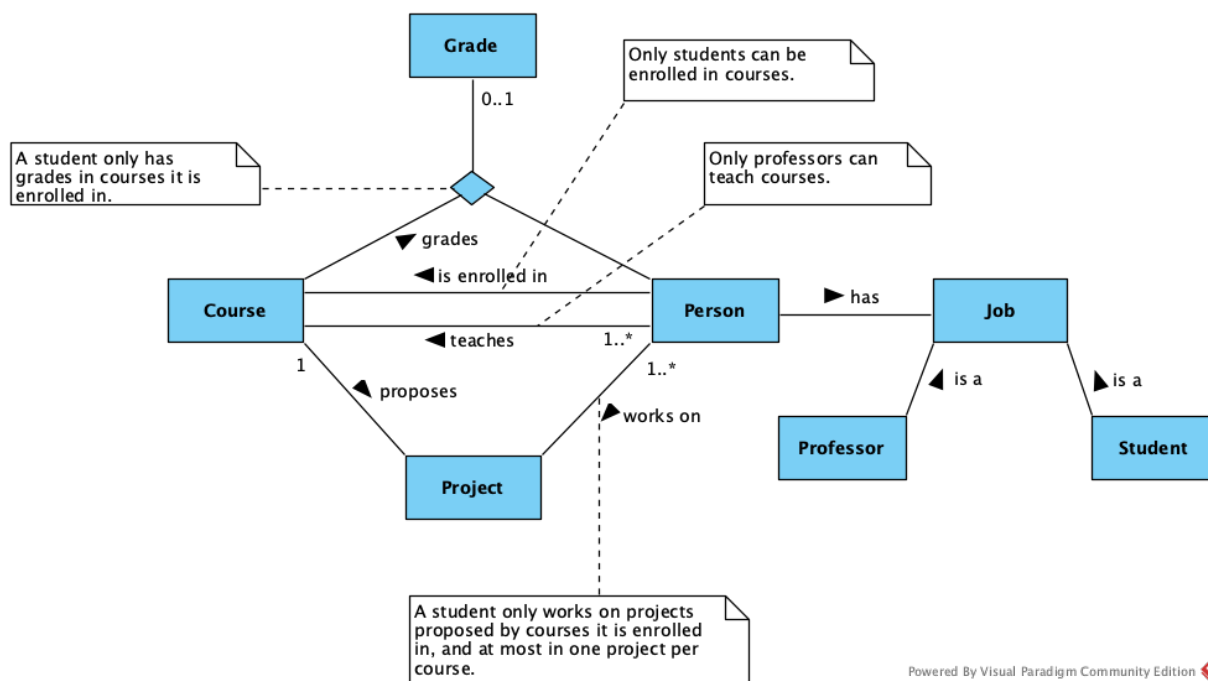 Grade
0..1
Only students can be
enrolled in courses.
A student only has
grades in courses it is
enrolled in.
Only professors can
teach courses.
grades
is enrolled in
Course
Person
has
Job
teaches
1..*
1
1..*
proposes
works on
is a
is a
Professor
Student
Project
A student only works on projects
proposed by courses it is enrolled
in, and at most in one project per
course.
Powered By Visual Paradigm Community Edition